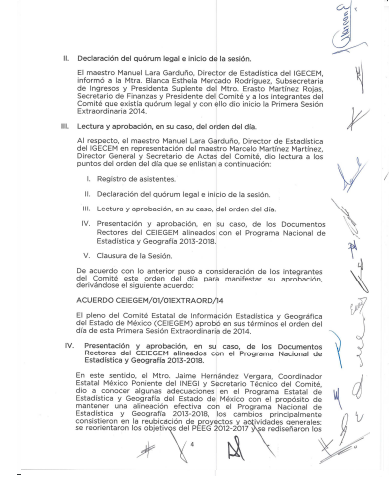 II. Declaración del quórum legal e inicio de la sesión.
El maestro Manuel Lara Garduño, Director de Estadística del IGECEM,
informó a la Mtra. Blanca Esthela Mercado Rodríguez, Subsecretaria
de Ingresos y Presidenta Suplente del Mtro. Erasto Martínez Rojas,
Secretario de Finanzas y Presidente del Comité y a los integrantes del
Comité que existía quórum legal y con ello dio inicio la Primera Sesión
Extraordinaria 2014.
III. Lectura y aprobación, en su caso, del orden del día.
Al respecto, el maestro Manuel Lara Garduño, Director de Estadística
del IGECEM en representación del maestro Marcelo Martínez Martínez,
Director General y Secretario de Actas del Comité, dio lectura a los
puntos del orden del día que se enlistan a continuación:
I. Registro de asistentes.
II. Declaración del quórum legal e inicio de la sesión.
III. Lectura y aprobación, en su caso, del orden del día.
IV. Presentación y aprobación, en su caso, de los Documentos
Rectores del CEIEGEM alineados con el Programa Nacional de
Estadística y Geografía 2013-2018.
V. Clausura de la Sesión.
De acuerdo con lo anterior puso a consideración de los integrantes
del Comité este orden del día para manifestar su aprobación,
derivándose el siguiente acuerdo:
ACUERDO CEIEGEM/01/01EXTRAORD/14
El pleno del Comité Estatal de Información Estadística y Geográfica
del Estado de México (CEIEGEM) aprobó en sus términos el orden del
día de esta Primera Sesión Extraordinaria de 2014.
IV. Presentación y aprobación, en su caso, de los Documentos
Rectores del CEICGEM alineados con el Programa Nacional de
Estadística y Geografía 2013-2018.
En este sentido, el Mtro. Jaime Hernández Vergara, Coordinador
Estatal México Poniente del INEGI y Secretario Técnico del Comité,
dio a conocer algunas adecuaciones en el Programa Estatal de
Estadística y Geografía del Estado de México con el propósito de
mantener una alineación efectiva con el Programa Nacional de
Estadística y Geografía 2013-2018, los cambios principalmente
consistieron en la reubicación de proyectos y actividades generales;
se reorientaron los objetivos del PEEG 2012-2017 y se rediseñaron los